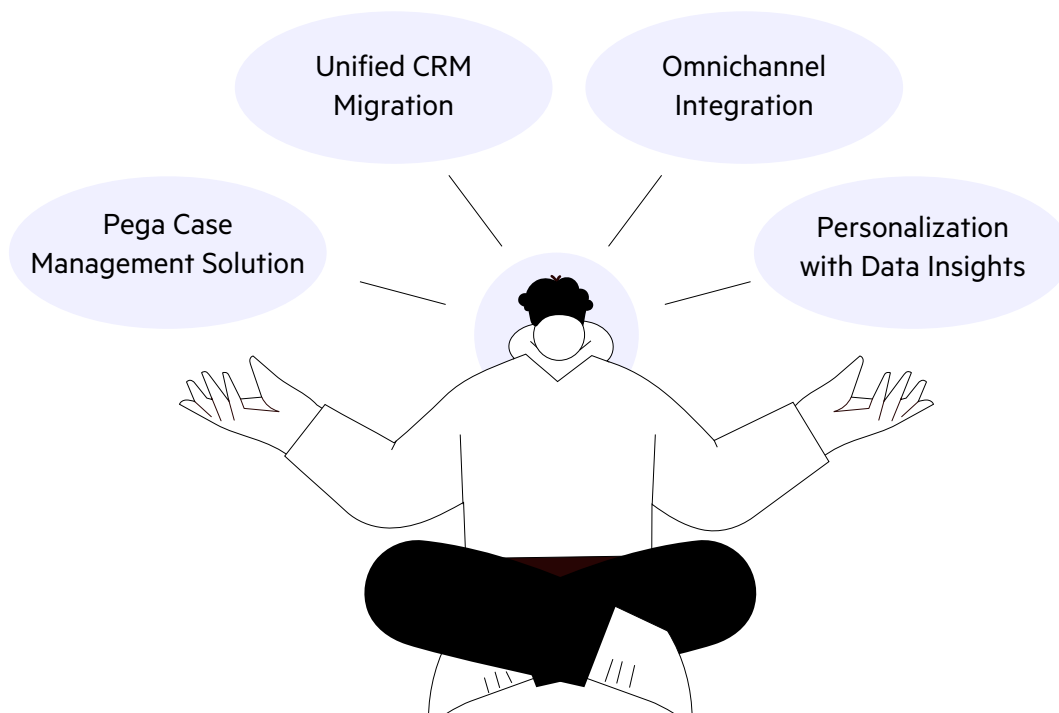 Unified CRM
Migration
Omnichannel
Integration
Pega Case
Management Solution
Personalization
with Data Insights